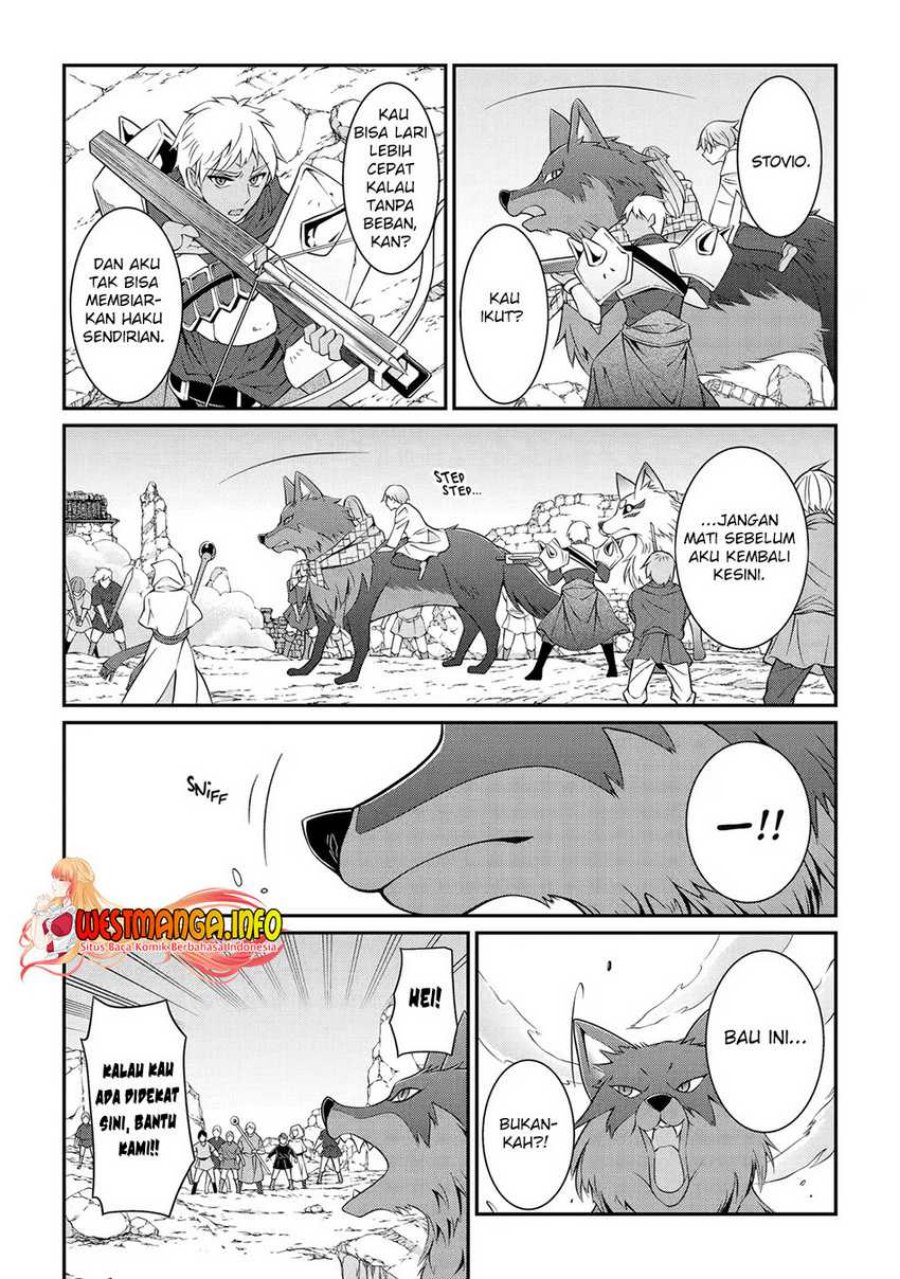 STOVIO.
KAU
IKUT?
KAU
BISA LARI
LEBIH
CEPAT
KALAU
TANPA
BEBAN,
KAN?
DAN AKU
TAK BISA
MEMBIAR-
KAN HAKU
SENDIRIAN.
STEP
STEP...
...JANGAN
MATI SEBELUM
AKU KEMBALI
KESINI.
—!!
SNIFF
WESTMANGA.INFO
Situs Baca Komik Berbahasa Indonesia
BAU INI...
BUKAN-
KAH?!
HEI!
KALAU KAU
ADA DIDEKAT
SINI, BANTU
KAMI!!